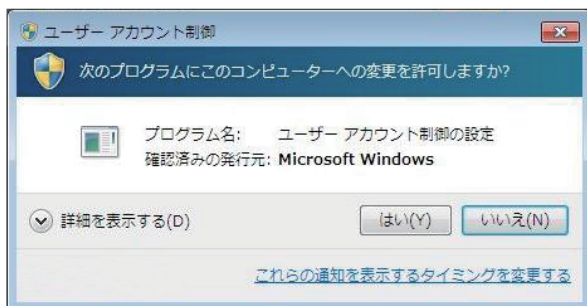 ユーザー アカウント制御
次のプログラムにこのコンピューターへの変更を許可しますか?
プログラム名: ユーザー アカウント制御の設定
確認済みの発行元: Microsoft Windows
詳細を表示する(D)
はい(Y)
いいえ(N)
これらの通知を表示するタイミングを変更する